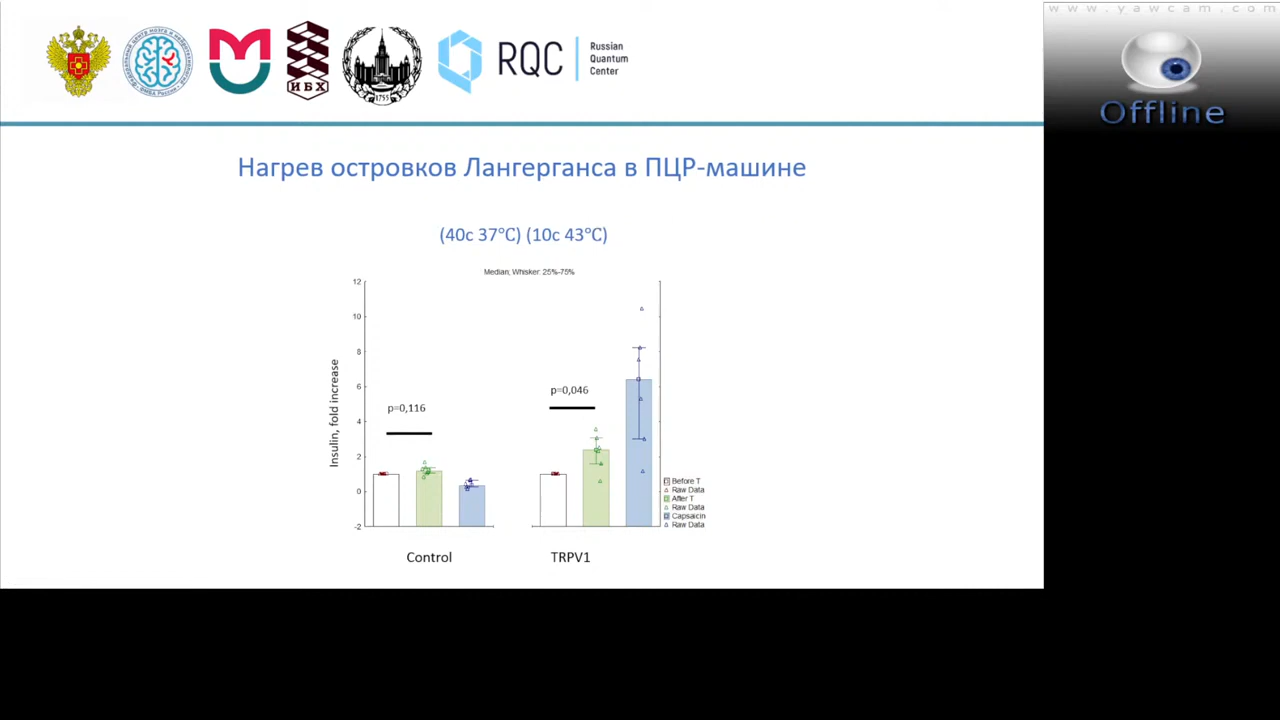 www.yawcam.com
Offline
ИБХ
1755
RQC
Russian
Quantum
Center
Нагрев островков Лангерганса в ПЦР-машине
(40с 37°С) (10с 43°С)
Median; Whisker: 25%-75%
12
10
8
6
4
2
0
-2
Insulin, fold increase
p=0,116
p=0,046
Before T
Raw Data
After T
Raw Data
Capsaicin
Raw Data
Control
TRPV1